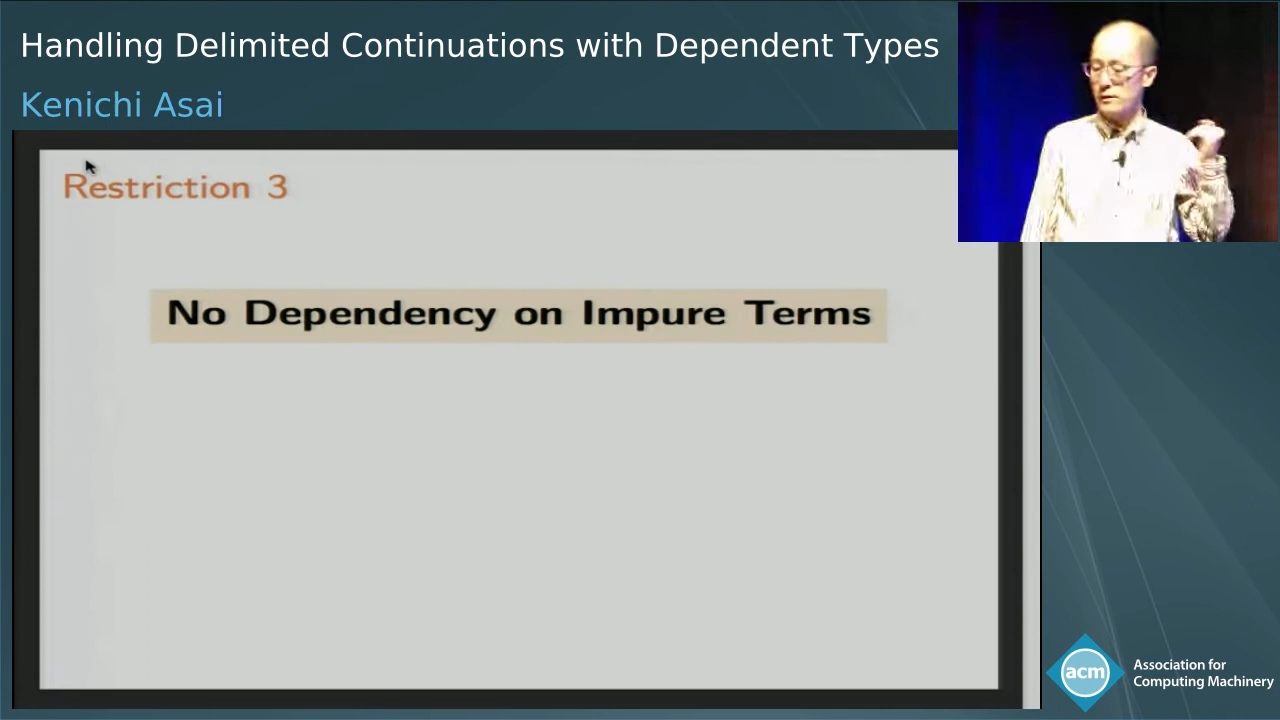 Handling Delimited Continuations with Dependent Types
Kenichi Asai
Restriction 3
No Dependency on Impure Terms
acm
Association for
Computing Machinery